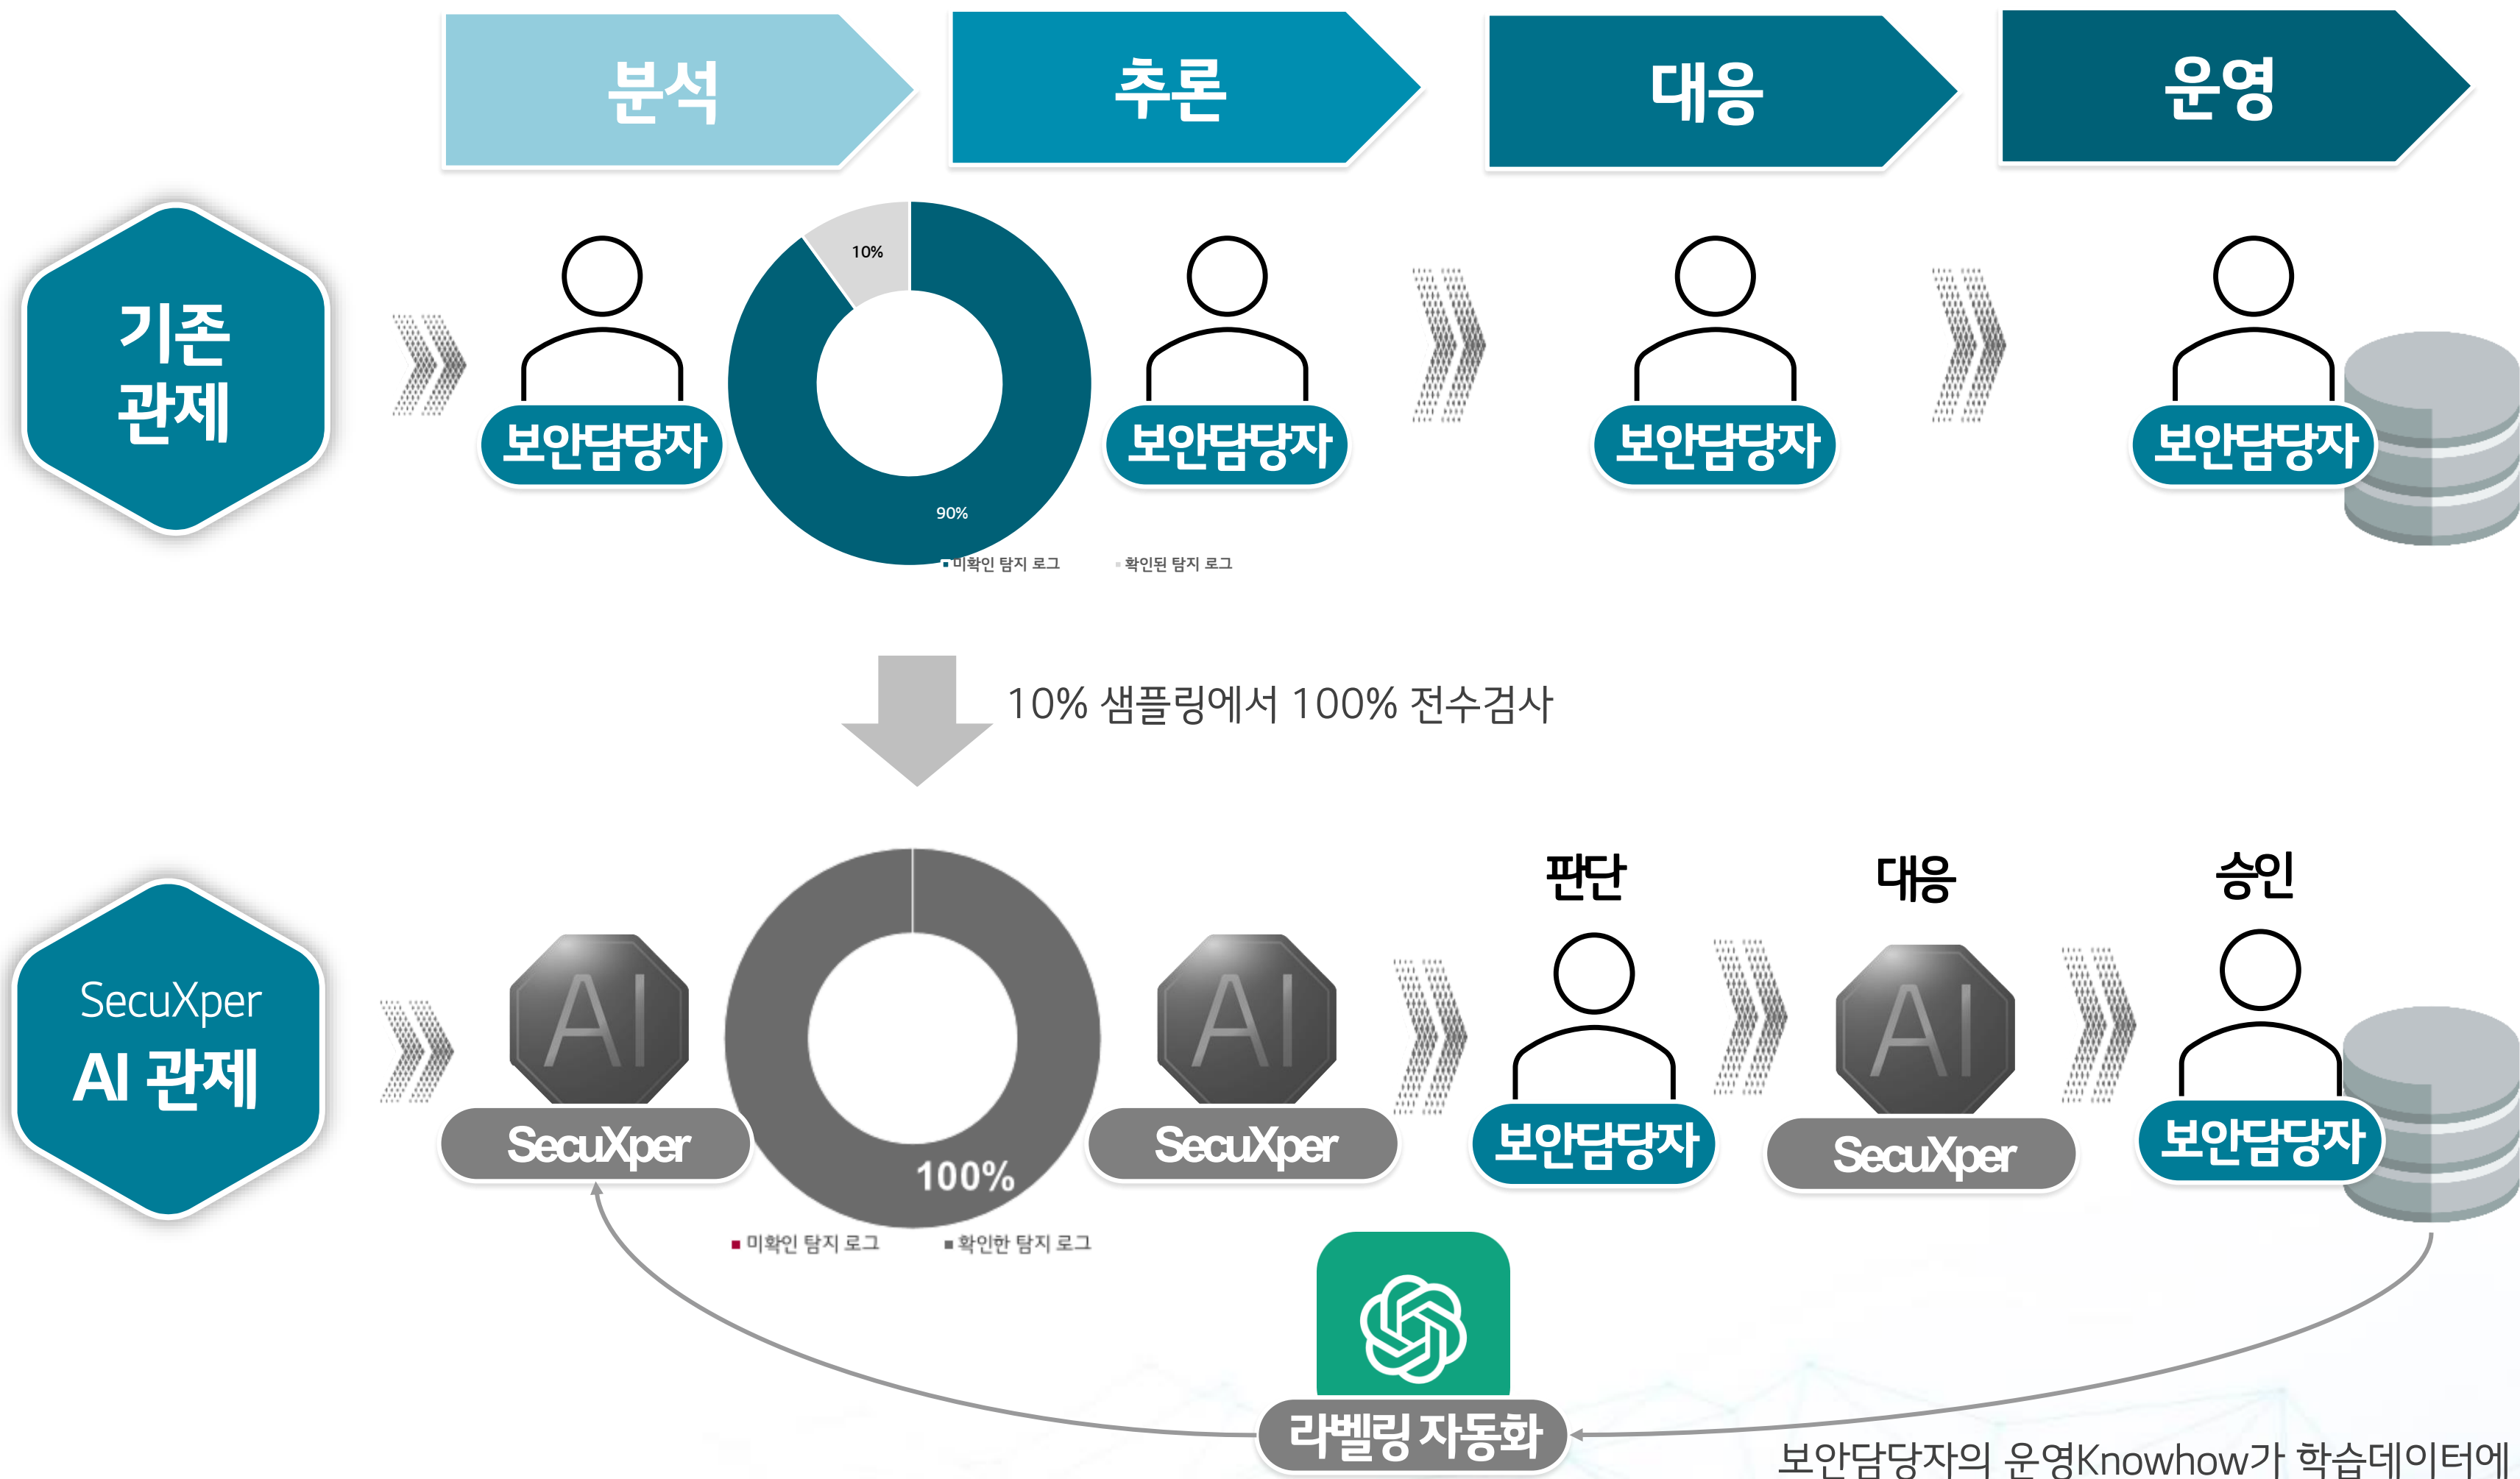 분석
추론
대응
운영
기존
관제
10%
90%
보안담당자
보안담당자
보안담당자
보안담당자
미확인 탐지 로그
확인된 탐지 로그
10% 샘플링에서 100% 전수검사
판단
대응
승인
SecuXper
AI 관제
AI
AI
AI
SecuXper
100%
SecuXper
보안담당자
SecuXper
보안담당자
미확인 탐지 로그
확인한 탐지 로그
라벨링 자동화
보안담당자의 운영Knowhow가 학습데이터에